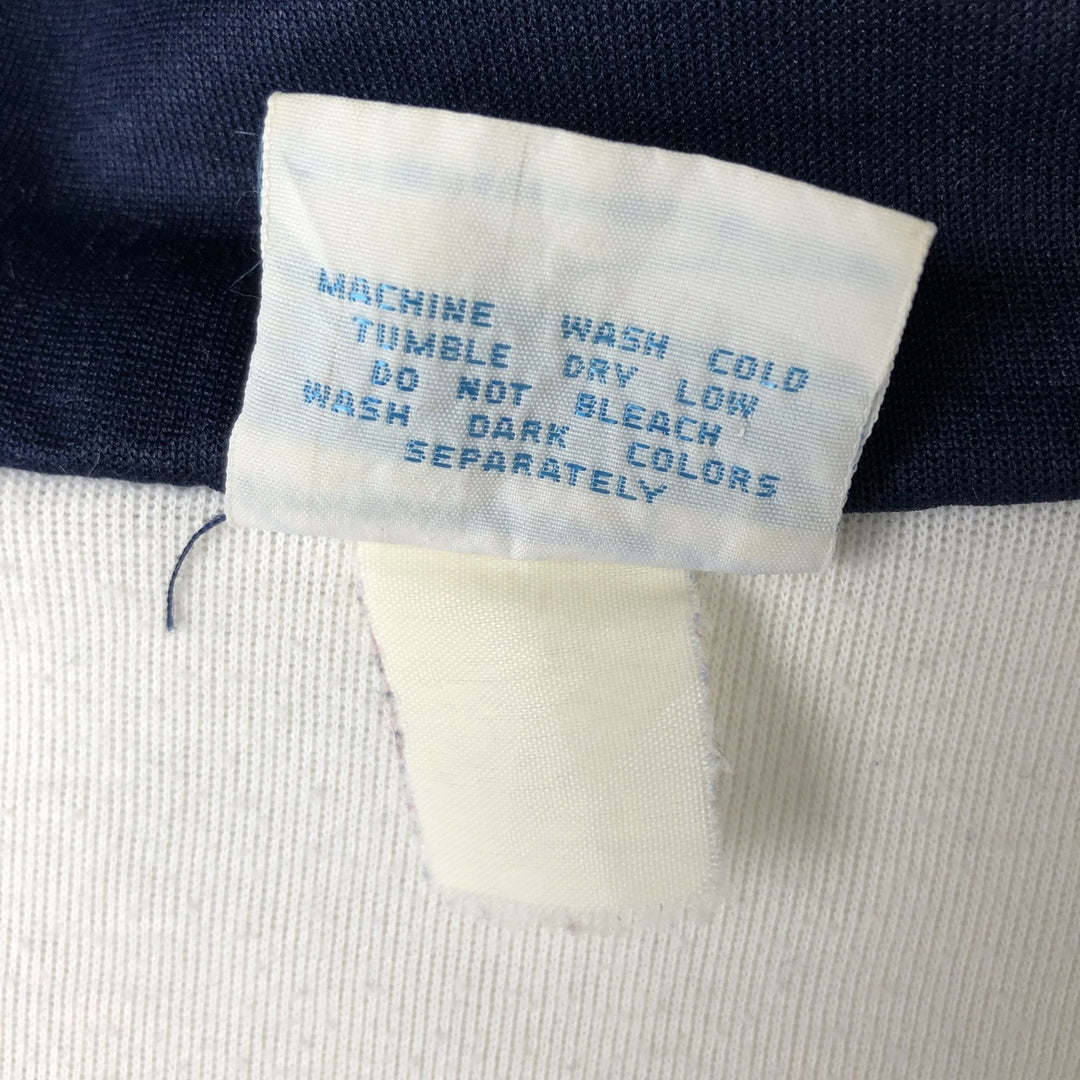 MACHINE WASH COLD
TUMBLE DRY LOW
DO NOT BLEACH
WASH DARK COLORS
SEPARATELY